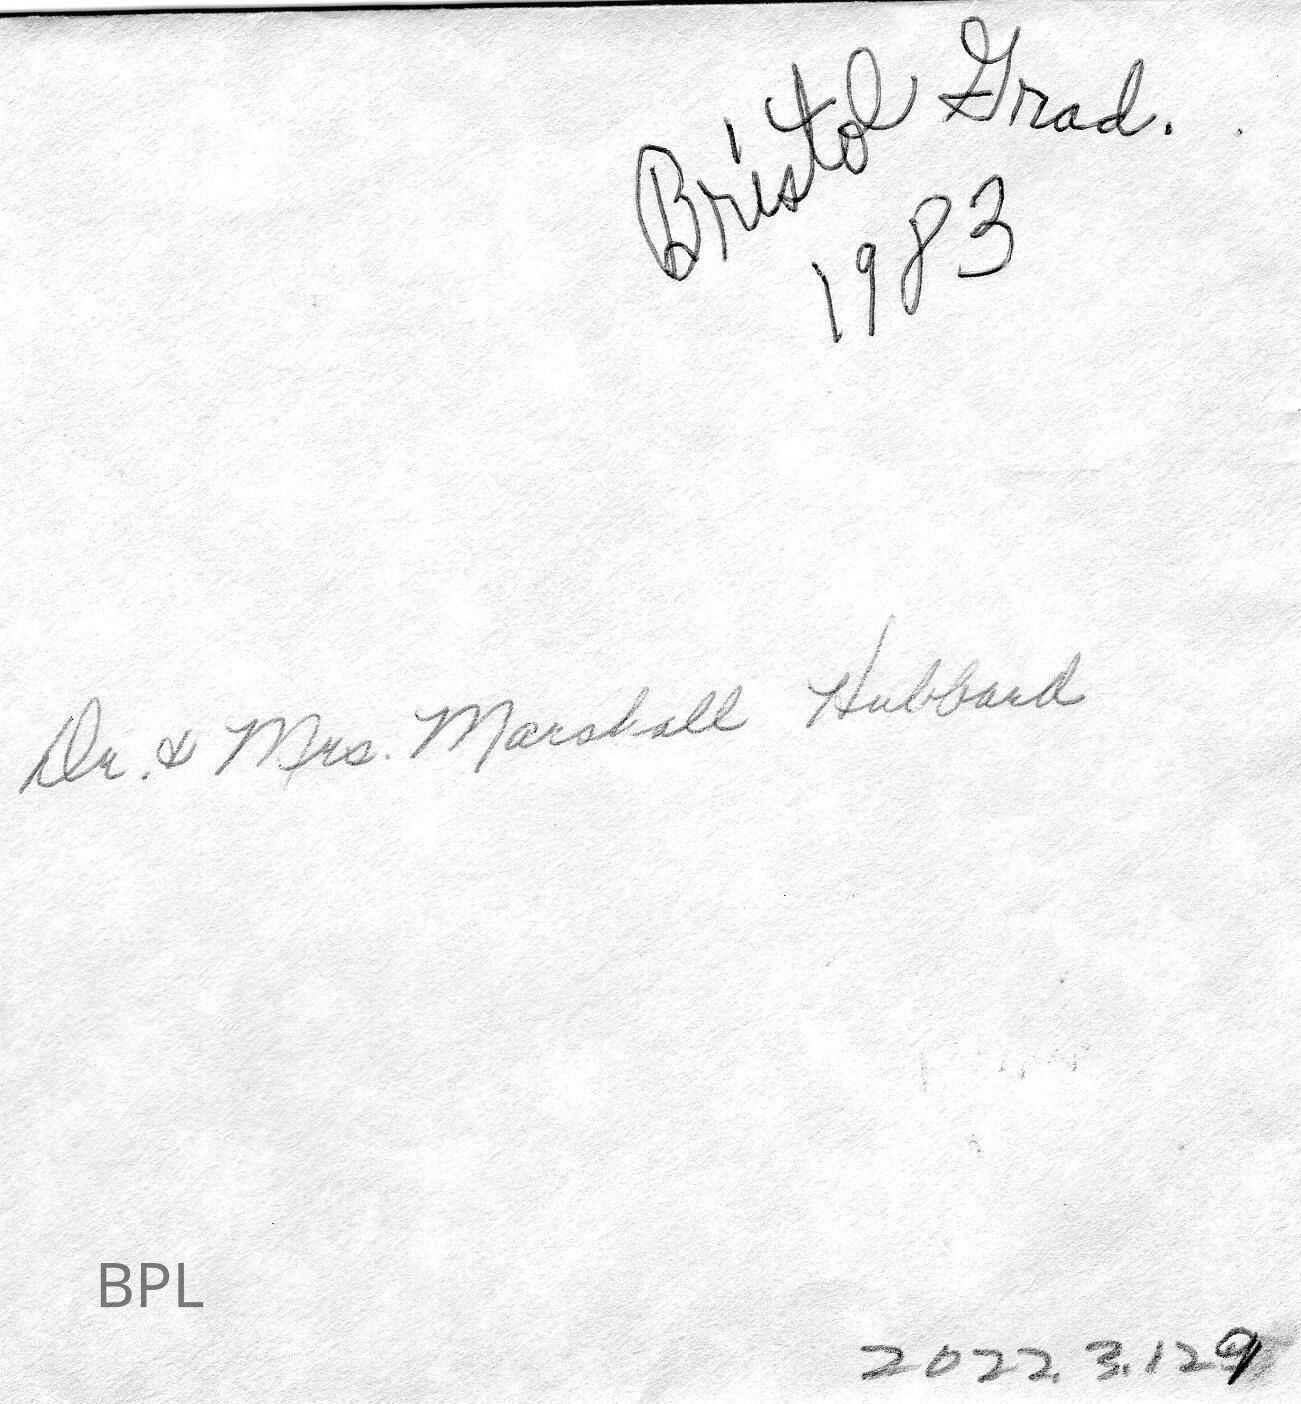 Bristol Grad.
1983
Dr. & Mrs. Marshall Hubbard
BPL
2022.3.129